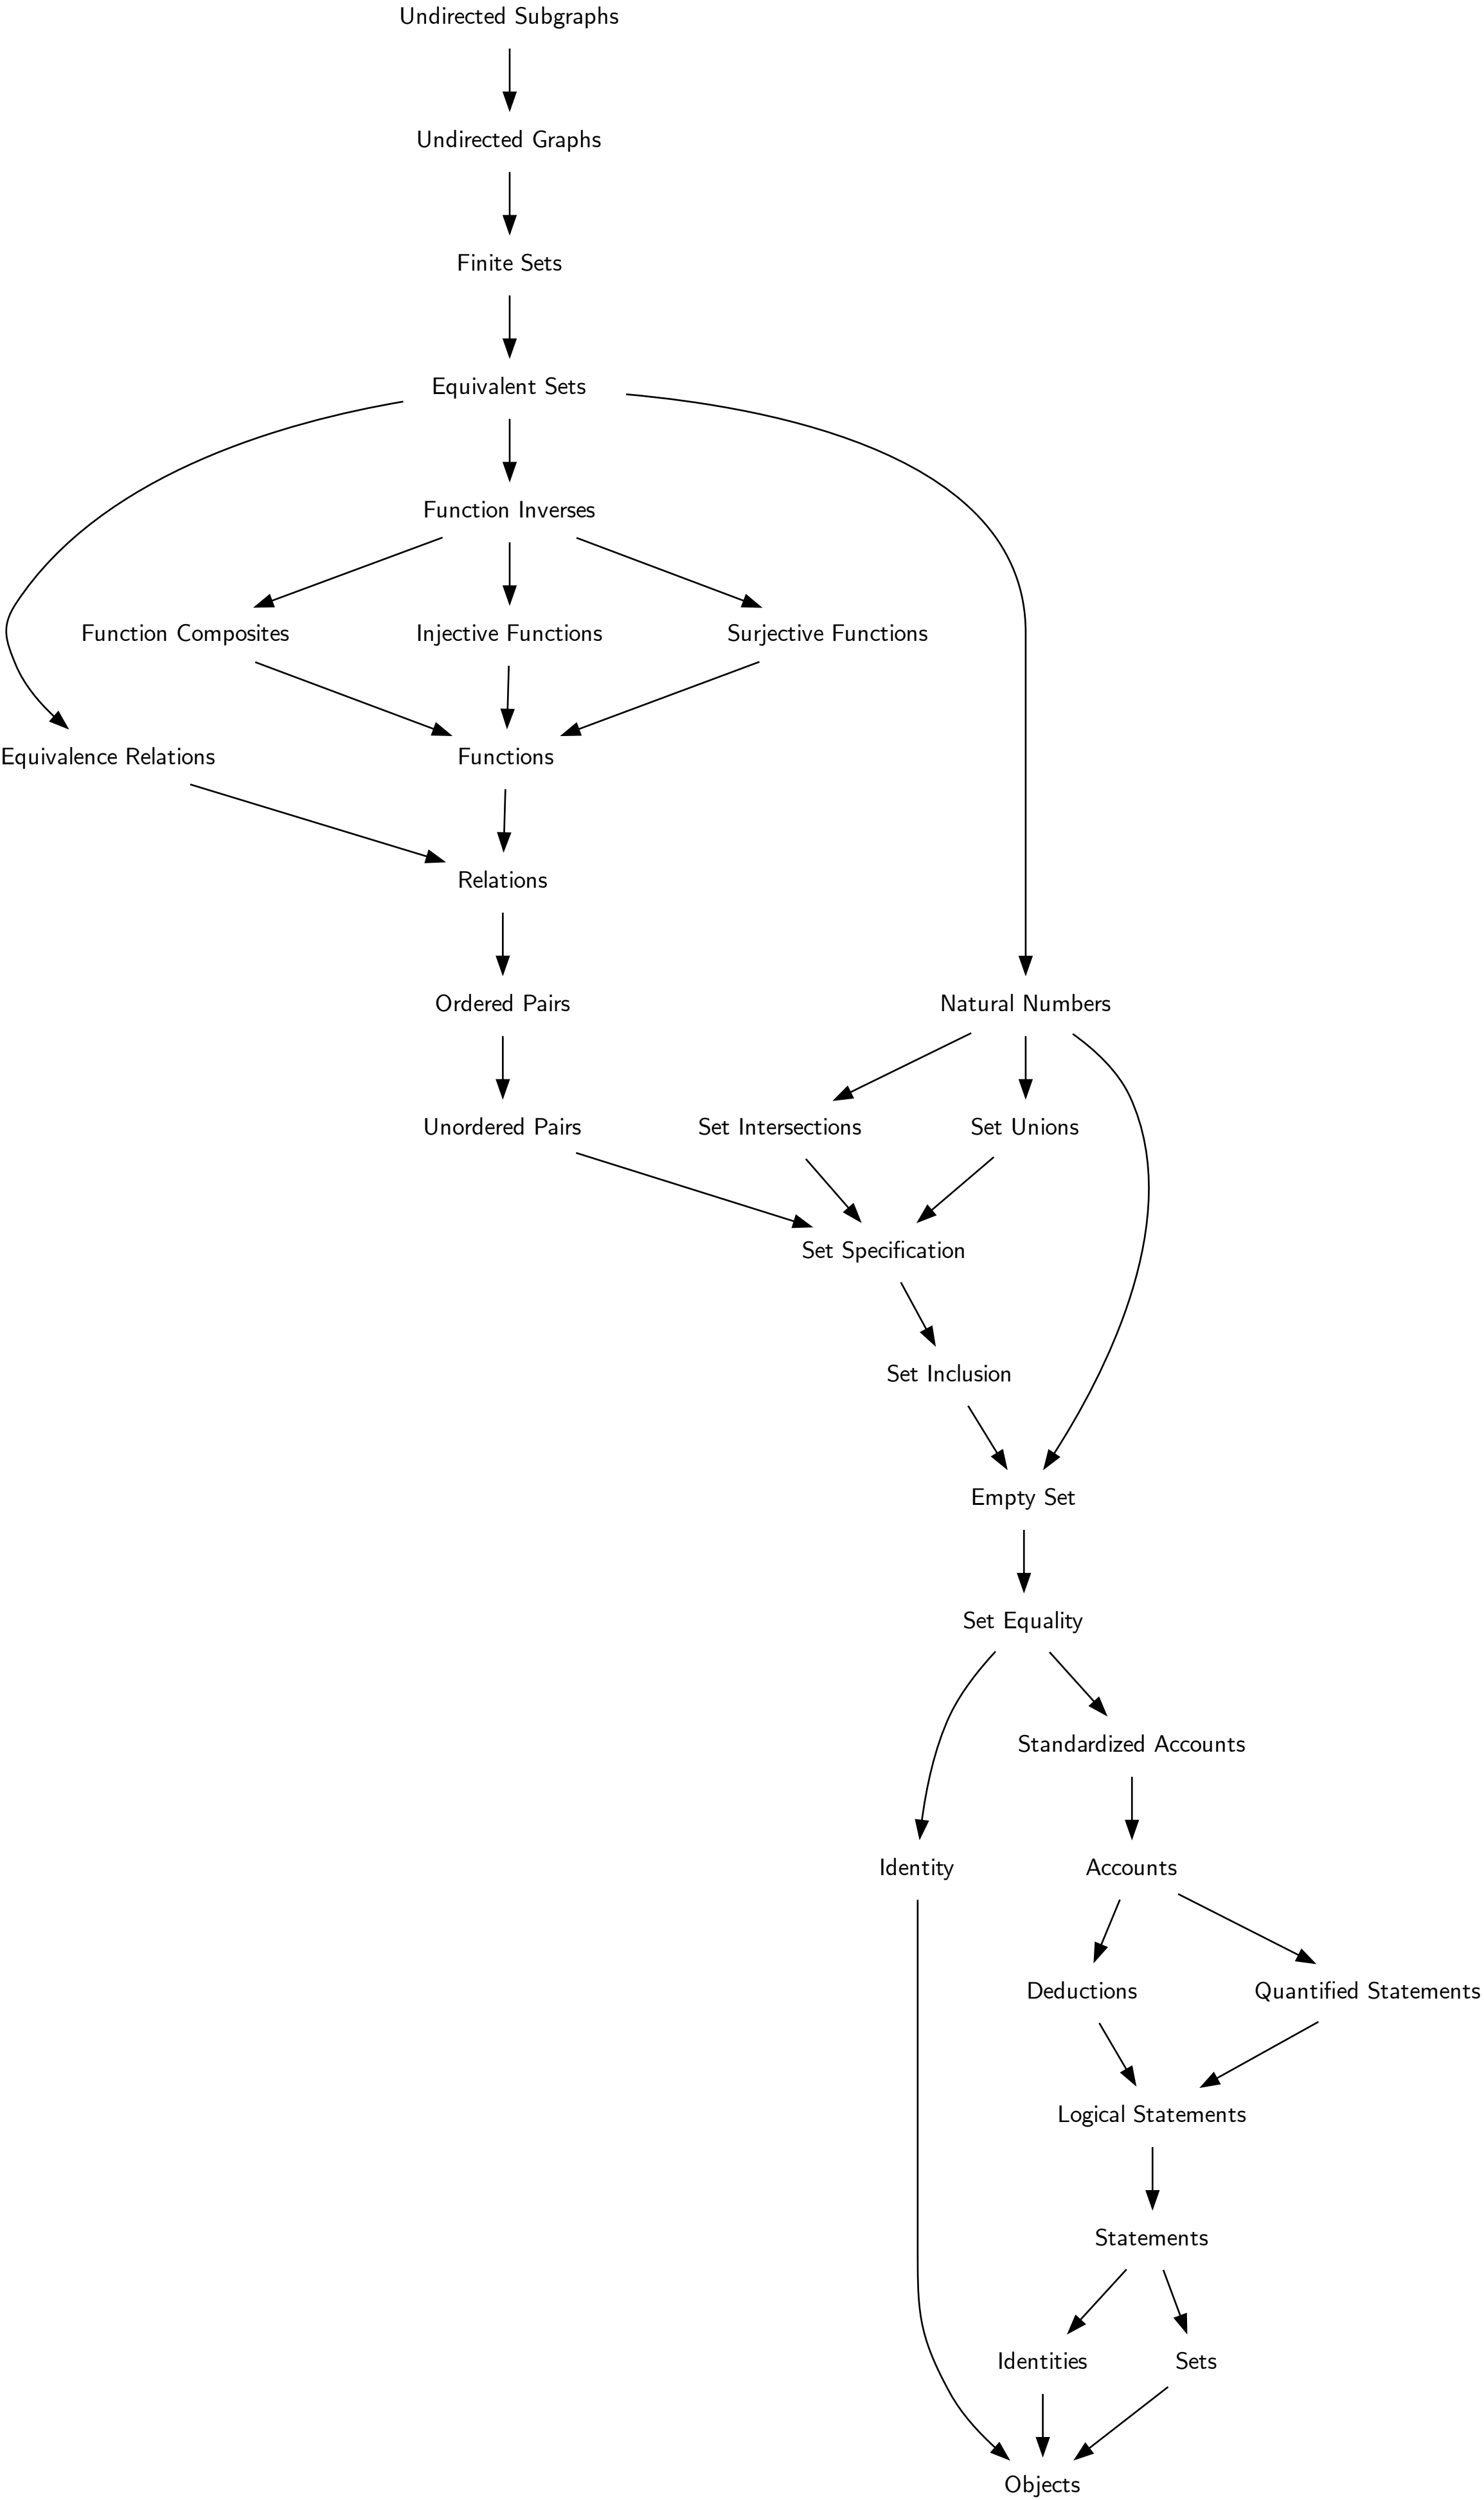 Undirected Subgraphs
Undirected Graphs
Finite Sets
Equivalent Sets
Function Inverses
Function Composites
Injective Functions
Surjective Functions
Equivalence Relations
Functions
Relations
Ordered Pairs
Natural Numbers
Unordered Pairs
Set Intersections
Set Unions
Set Specification
Set Inclusion
Empty Set
Set Equality
Standardized Accounts
Identity
Accounts
Deductions
Quantified Statements
Logical Statements
Statements
Identities
Sets
Objects